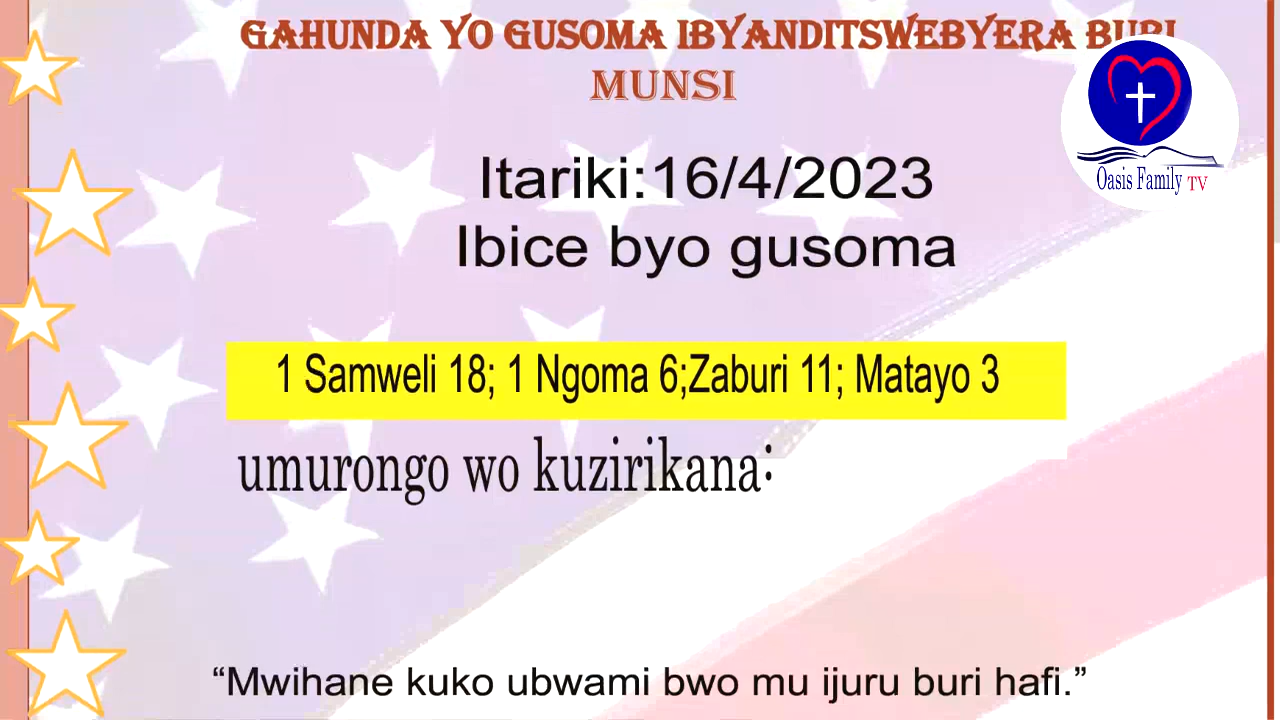 GAHUNDA YO GUSOMA IBYANDITSWEBYERA BURI
MUNSI
Oasis Family TV
Itariki:16/4/2023
Ibice byo gusoma
1 Samweli 18; 1 Ngoma 6;Zaburi 11; Matayo 3
umurongo wo kuzirikana:
“Mwihane kuko ubwami bwo mu ijuru buri hafi.”